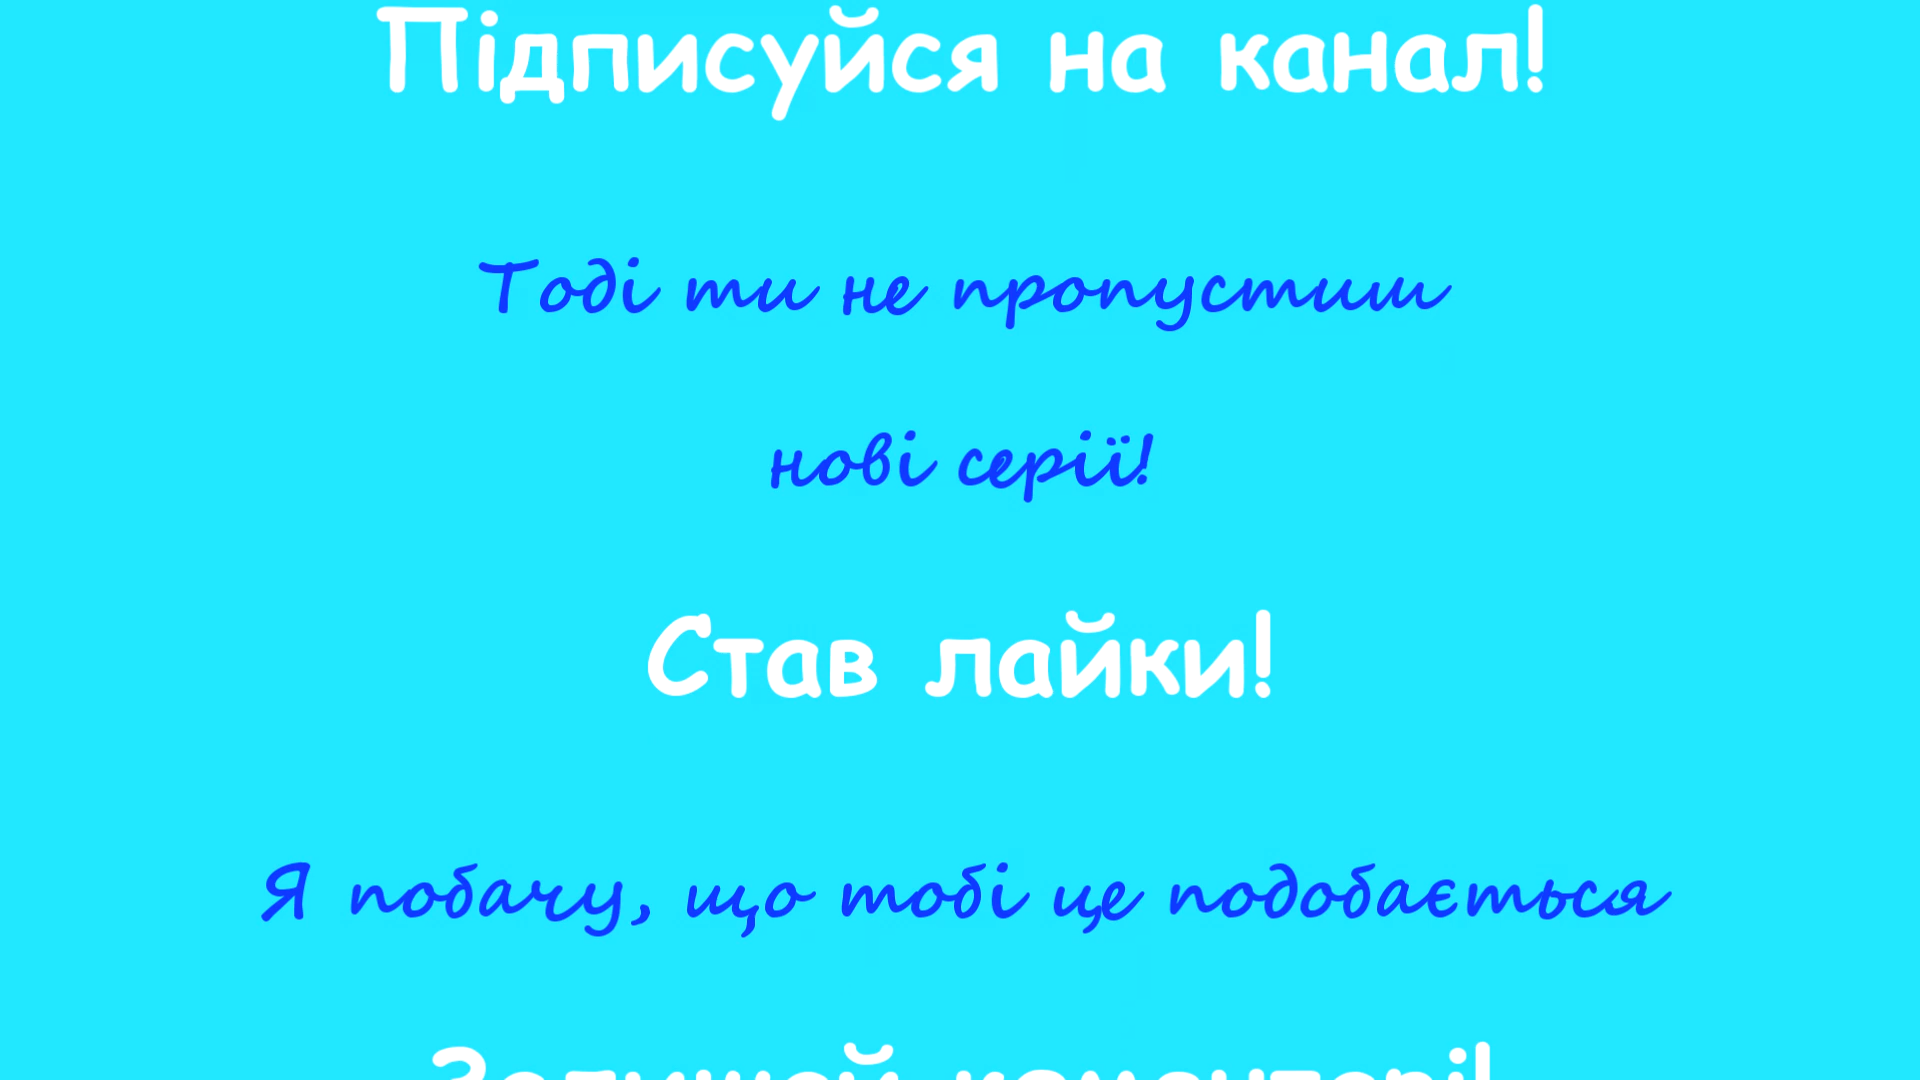 Підписуйся на канал!
Тоді ти не пропустиш
нові серії!
Став лайки!
Я побачу, що тобі це подобається